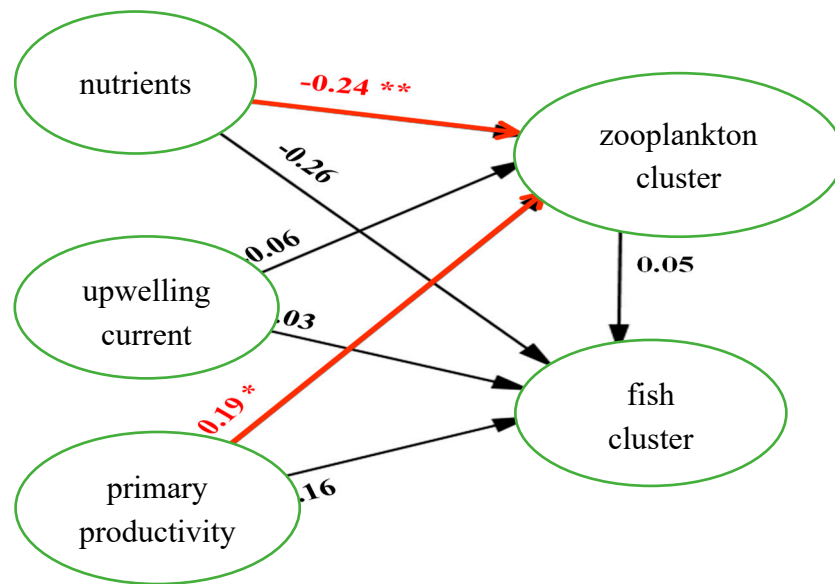 nutrients
-0.24 **
zooplankton
cluster
-0.26
0.06
0.05
upwelling
current
.03
fish
cluster
0.19 *
primary
productivity
.16